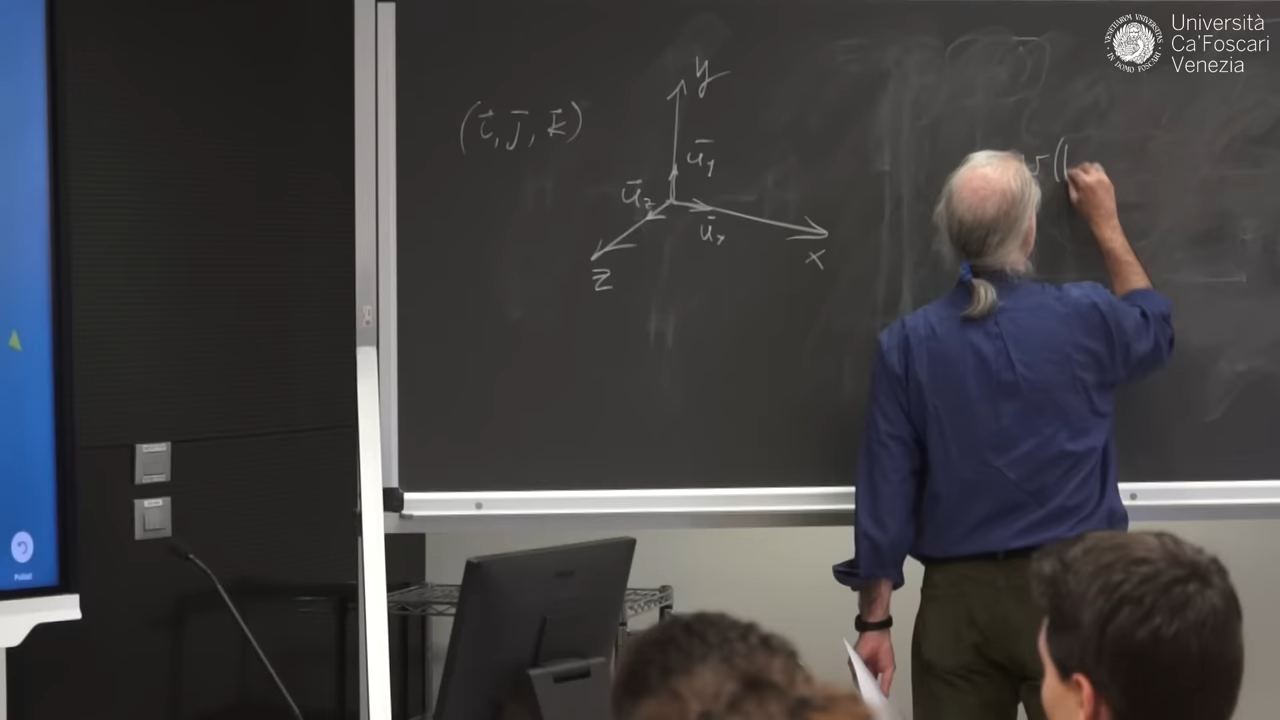 Università
Ca'Foscari
Venezia
y
(i⃗, j̄, k̄)
ū_y
ū_z
ū_x
x
z